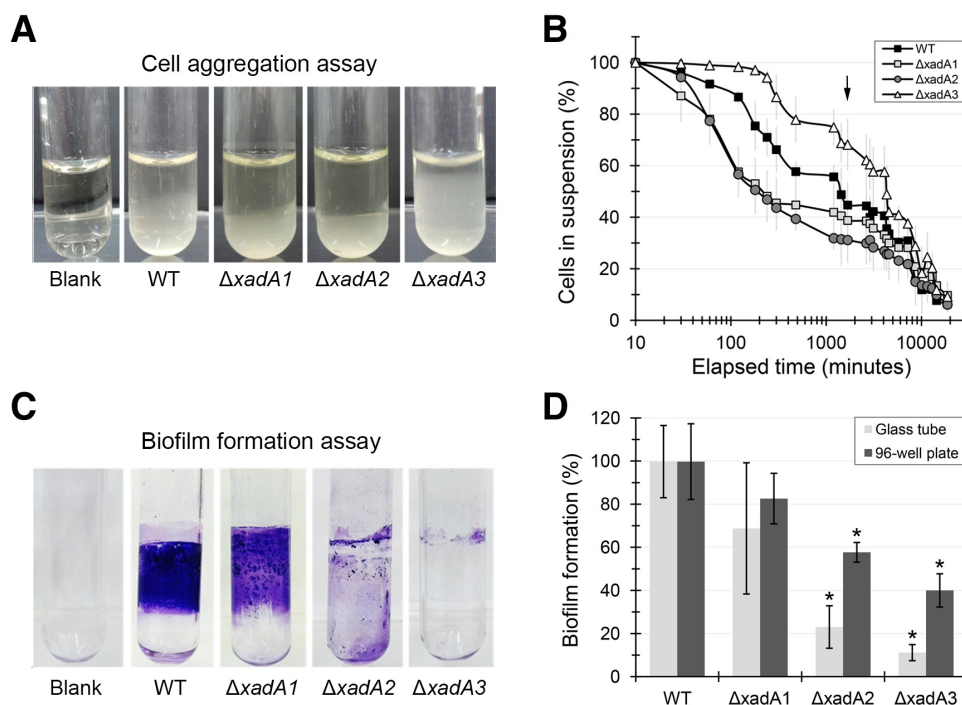 A
Cell aggregation assay
Blank WT ΔxadA1 ΔxadA2 ΔxadA3
B
WT
ΔxadA1
ΔxadA2
ΔxadA3
100
80
60
40
20
0
10 100 1000 10000
Cells in suspension (%)
Elapsed time (minutes)
C
Biofilm formation assay
Blank WT ΔxadA1 ΔxadA2 ΔxadA3
D
Glass tube
96-well plate
120
100
80
60
40
20
0
Biofilm formation (%)
* * * *
WT ΔxadA1 ΔxadA2 ΔxadA3